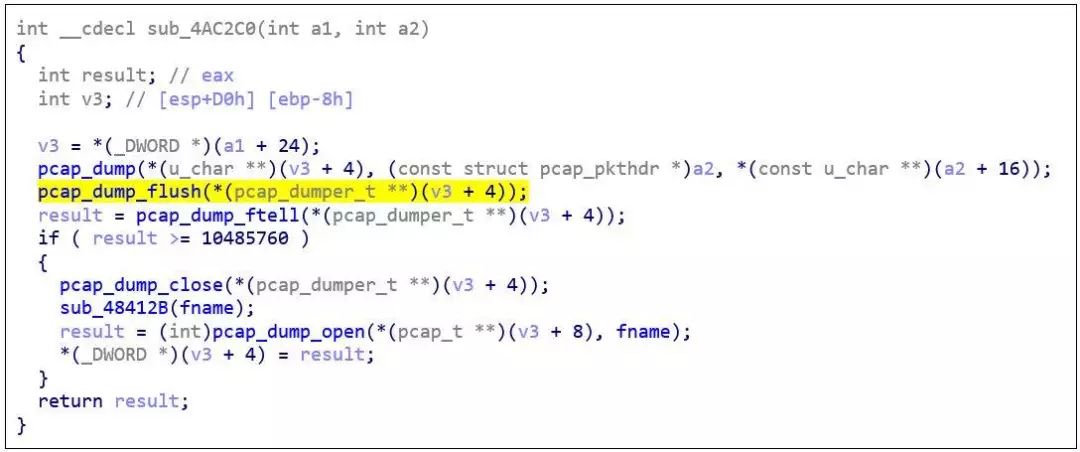 int __cdecl sub_4AC2C0(int a1, int a2)
{
  int result; // eax
  int v3; // [esp+D0h] [ebp-8h]

  v3 = *(_DWORD *)(a1 + 24);
  pcap_dump(*(u_char **)(v3 + 4), (const struct pcap_pkthdr *)a2, *(const u_char **)(a2 + 16));
  pcap_dump_flush(*(pcap_dumper_t **)(v3 + 4));
  result = pcap_dump_ftell(*(pcap_dumper_t **)(v3 + 4));
  if ( result >= 10485760 )
  {
    pcap_dump_close(*(pcap_dumper_t **)(v3 + 4));
    sub_48412B(fname);
    result = (int)pcap_dump_open(*(pcap_t **)(v3 + 8), fname);
    *(_DWORD *)(v3 + 4) = result;
  }
  return result;
}